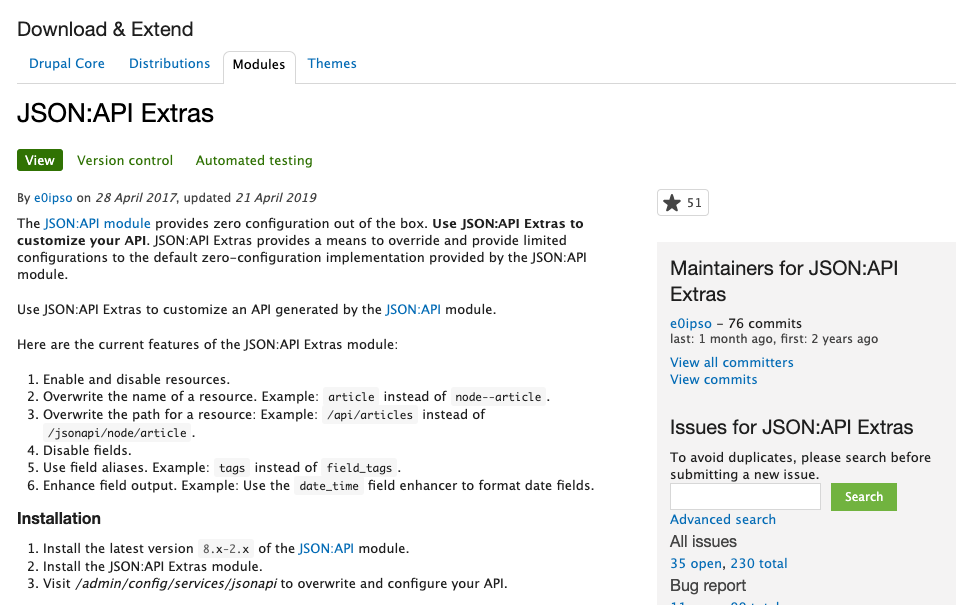 Download & Extend
Drupal Core Distributions Modules Themes
JSON:API Extras
View Version control Automated testing
By e0ipso on 28 April 2017, updated 21 April 2019
The JSON:API module provides zero configuration out of the box. Use JSON:API Extras to
customize your API. JSON:API Extras provides a means to override and provide limited
configurations to the default zero-configuration implementation provided by the JSON:API
module.
Use JSON:API Extras to customize an API generated by the JSON:API module.
Here are the current features of the JSON:API Extras module:
1. Enable and disable resources.
2. Overwrite the name of a resource. Example: article instead of node--article .
3. Overwrite the path for a resource: Example: /api/articles instead of
/jsonapi/node/article .
4. Disable fields.
5. Use field aliases. Example: tags instead of field_tags .
6. Enhance field output. Example: Use the date_time field enhancer to format date fields.
Installation
1. Install the latest version 8.x-2.x of the JSON:API module.
2. Install the JSON:API Extras module.
3. Visit /admin/config/services/jsonapi to overwrite and configure your API.
51
Maintainers for JSON:API
Extras
e0ipso – 76 commits
last: 1 month ago, first: 2 years ago
View all committers
View commits
Issues for JSON:API Extras
To avoid duplicates, please search before
submitting a new issue.
Search
Advanced search
All issues
35 open, 230 total
Bug report